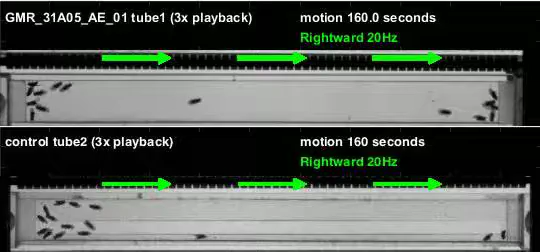 GMR_31A05_AE_01 tube1 (3x playback)
motion 160.0 seconds
Rightward 20Hz
control tube2 (3x playback)
motion 160 seconds
Rightward 20Hz